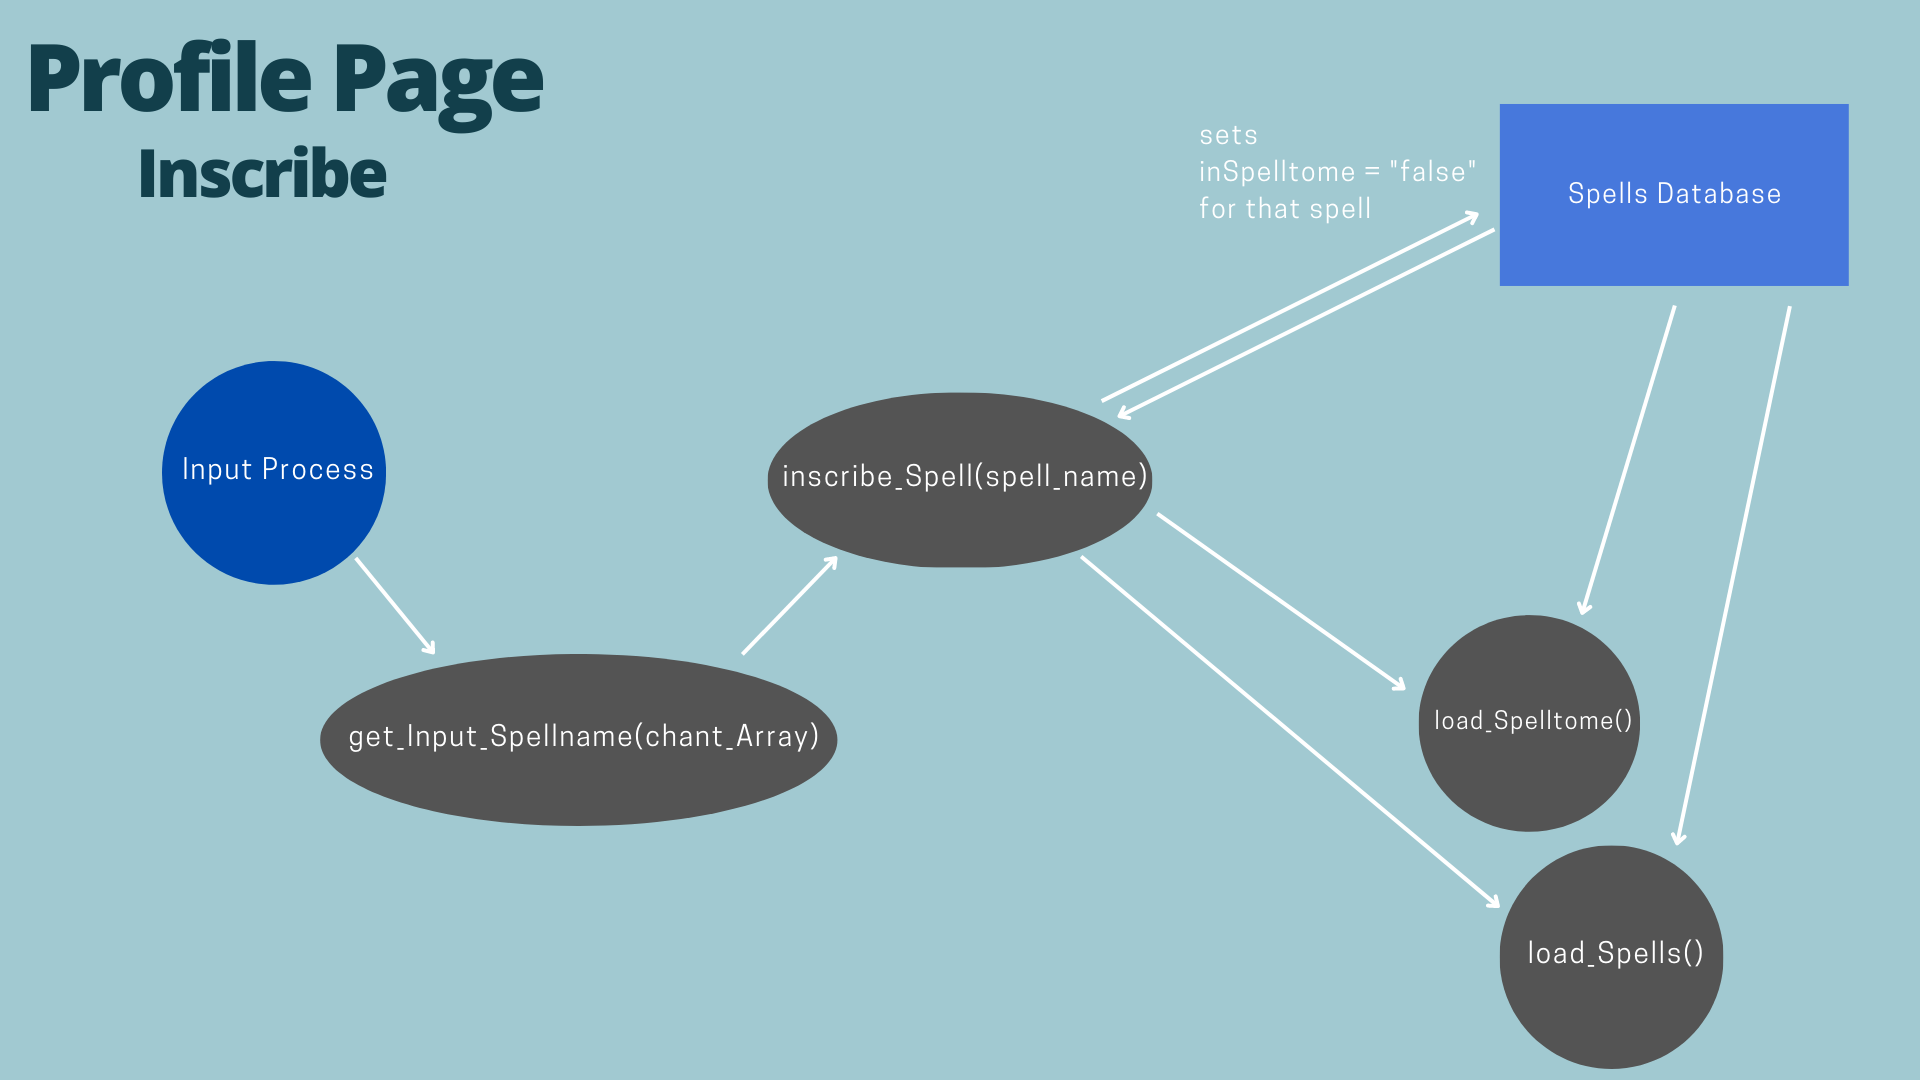 Profile Page
Inscribe
sets
inSpelltome = "false"
for that spell
Spells Database
Input Process
inscribe_Spell(spell_name)
get_Input_Spellname(chant_Array)
load_Spelltome()
load_Spells()